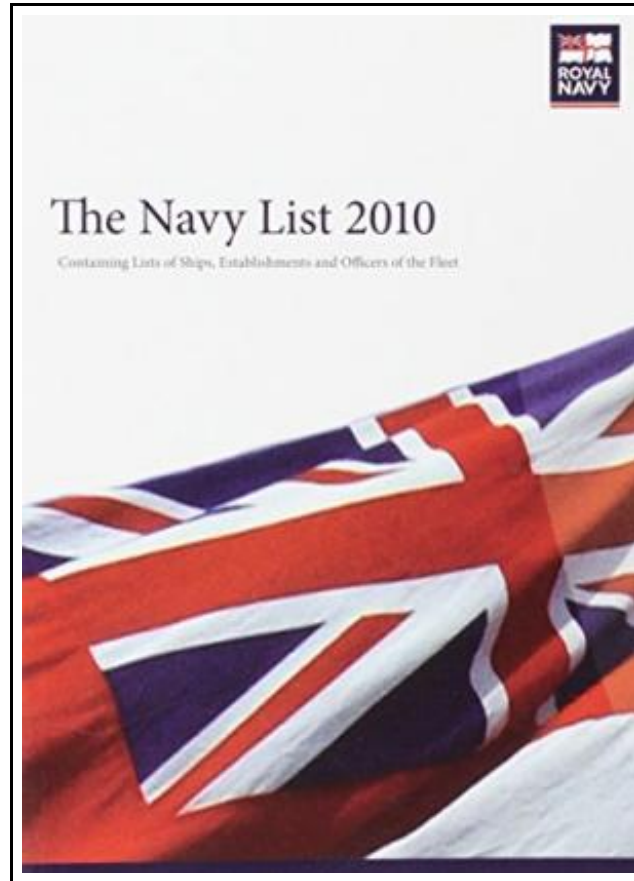 ROYAL
NAVY
The Navy List 2010
Containing Lists of Ships, Establishments and Officers of the Fleet